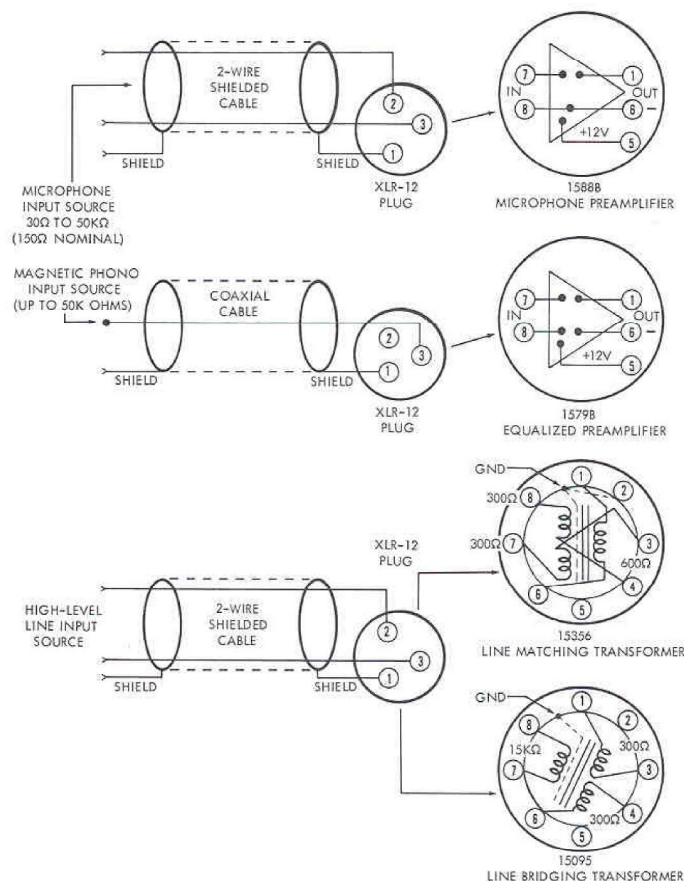 2-WIRE
SHIELDED
CABLE
SHIELD
SHIELD
2
3
1
XLR-12
PLUG
MICROPHONE
INPUT SOURCE
30Ω TO 50KΩ
(150Ω NOMINAL)
7
1
IN
OUT
8
6
−
+12V
5
1588B
MICROPHONE PREAMPLIFIER
MAGNETIC PHONO
INPUT SOURCE
(UP TO 50K OHMS)
COAXIAL
CABLE
SHIELD
SHIELD
2
3
1
XLR-12
PLUG
7
1
IN
OUT
8
6
−
+12V
5
1579B
EQUALIZED PREAMPLIFIER
HIGH-LEVEL
LINE INPUT
SOURCE
2-WIRE
SHIELDED
CABLE
SHIELD
SHIELD
XLR-12
PLUG
2
3
1
GND
1
8
2
300Ω
7
300Ω
3
600Ω
6
4
5
15356
LINE MATCHING TRANSFORMER
GND
1
8
2
15KΩ
300Ω
7
3
6
4
300Ω
5
15095
LINE BRIDGING TRANSFORMER